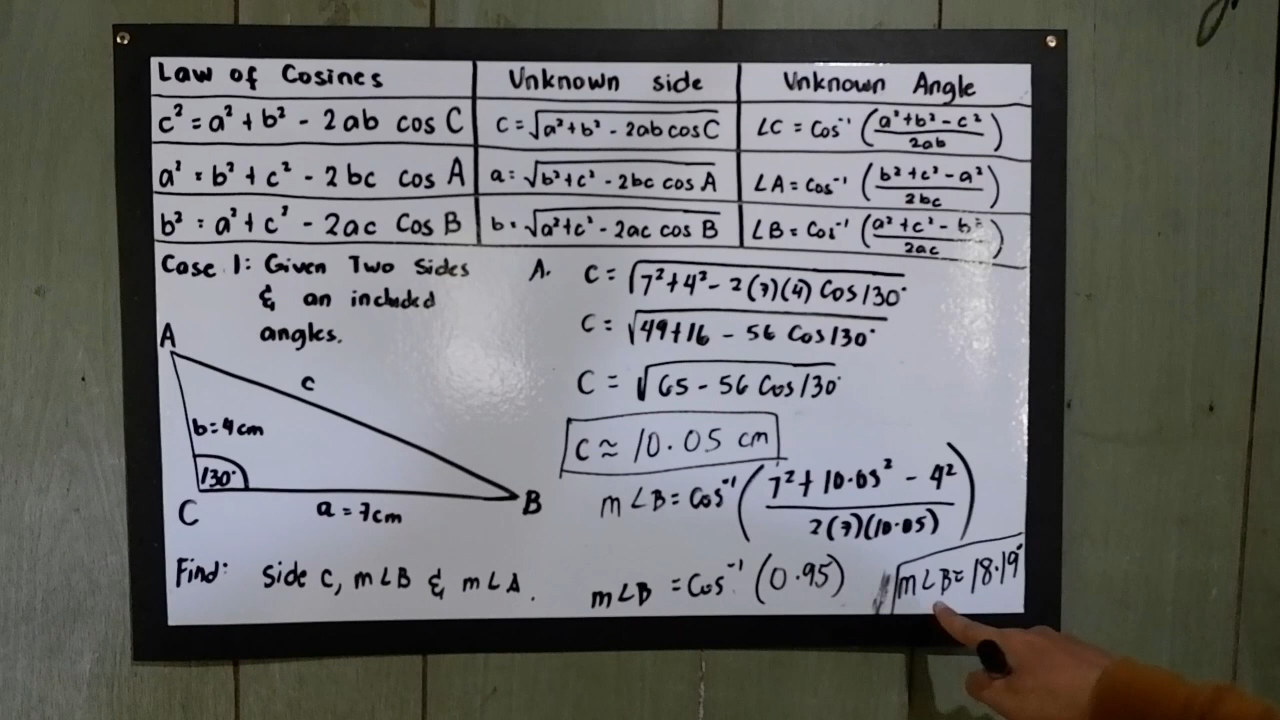 Law of Cosines
Unknown side
Unknown Angle
c² = a² + b² - 2ab cos C
c = √a² + b² - 2ab cos C
∠C = Cos⁻¹ (a² + b² - c² / 2ab)
a² = b² + c² - 2bc cos A
a = √b² + c² - 2bc cos A
∠A = Cos⁻¹ (b² + c² - a² / 2bc)
b² = a² + c² - 2ac cos B
b = √a² + c² - 2ac cos B
∠B = Cos⁻¹ (a² + c² - b² / 2ac)
Case 1: Given Two Sides
& an included
angles.
A
c
b = 4cm
130°
C
a = 7cm
B
Find: Side c, m∠B & m∠A.
A. C = √7² + 4² - 2(7)(4) Cos 130°
C = √49 + 16 - 56 Cos 130°
C = √65 - 56 Cos 130°
C ≈ 10.05 cm
m∠B = Cos⁻¹ (7² + 10.05² - 4² / 2(7)(10.05))
m∠B = Cos⁻¹ (0.95)
m∠B ≈ 18.19°